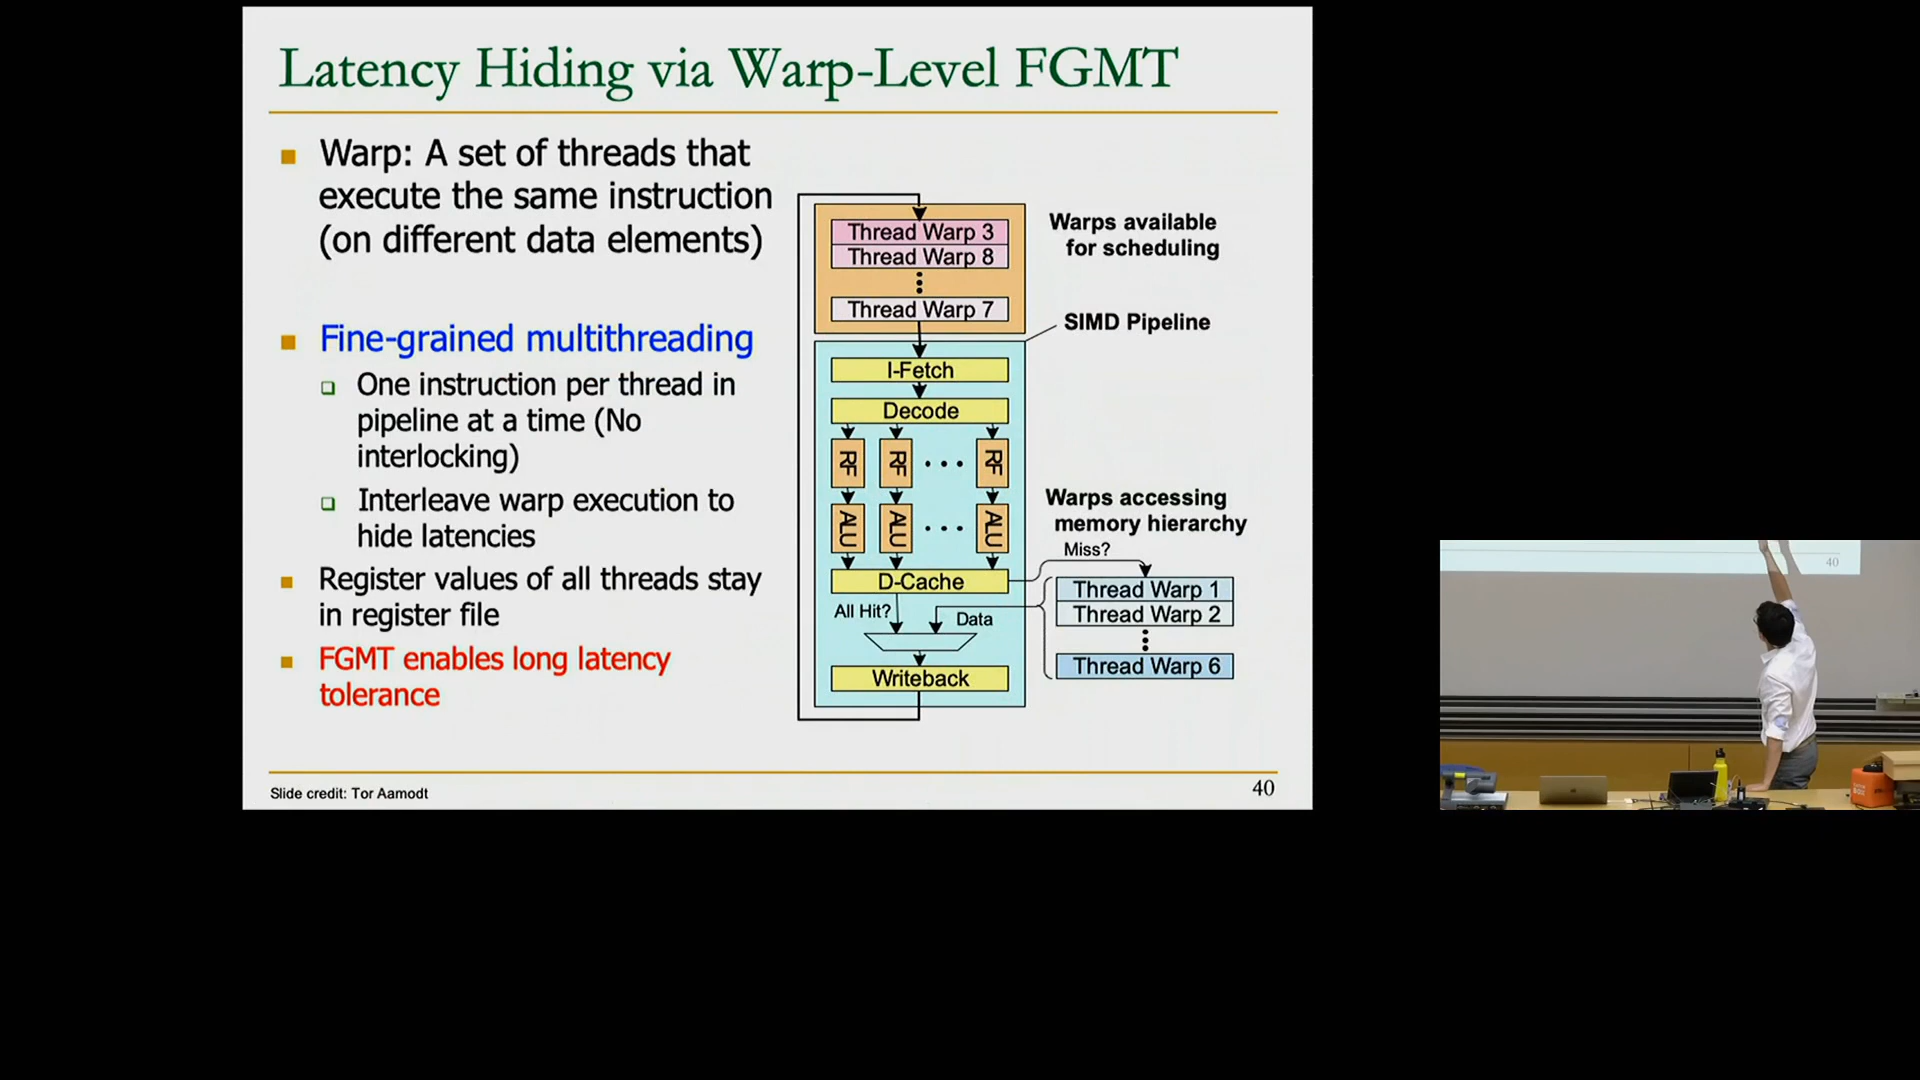 Latency Hiding via Warp-Level FGMT
Warp: A set of threads that
execute the same instruction
(on different data elements)
Fine-grained multithreading
One instruction per thread in
pipeline at a time (No
interlocking)
Interleave warp execution to
hide latencies
Register values of all threads stay
in register file
FGMT enables long latency
tolerance
Thread Warp 3
Thread Warp 8
Thread Warp 7
Warps available
for scheduling
SIMD Pipeline
I-Fetch
Decode
RF RF RF
ALU ALU ALU
Warps accessing
memory hierarchy
Miss?
D-Cache
All Hit?
Data
Thread Warp 1
Thread Warp 2
Thread Warp 6
Writeback
Slide credit: Tor Aamodt
40
40